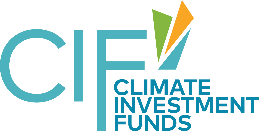 CIF
CLIMATE
INVESTMENT
FUNDS